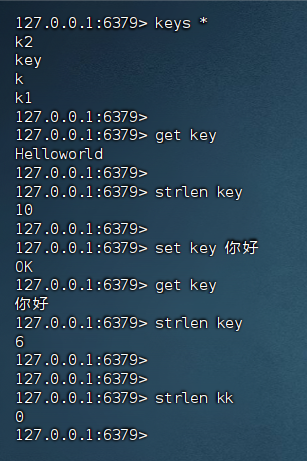 127.0.0.1:6379> keys *
k2
key
k
k1
127.0.0.1:6379>
127.0.0.1:6379> get key
Helloworld
127.0.0.1:6379>
127.0.0.1:6379> strlen key
10
127.0.0.1:6379>
127.0.0.1:6379> set key 你好
OK
127.0.0.1:6379> get key
你好
127.0.0.1:6379> strlen key
6
127.0.0.1:6379>
127.0.0.1:6379>
127.0.0.1:6379> strlen kk
0
127.0.0.1:6379>